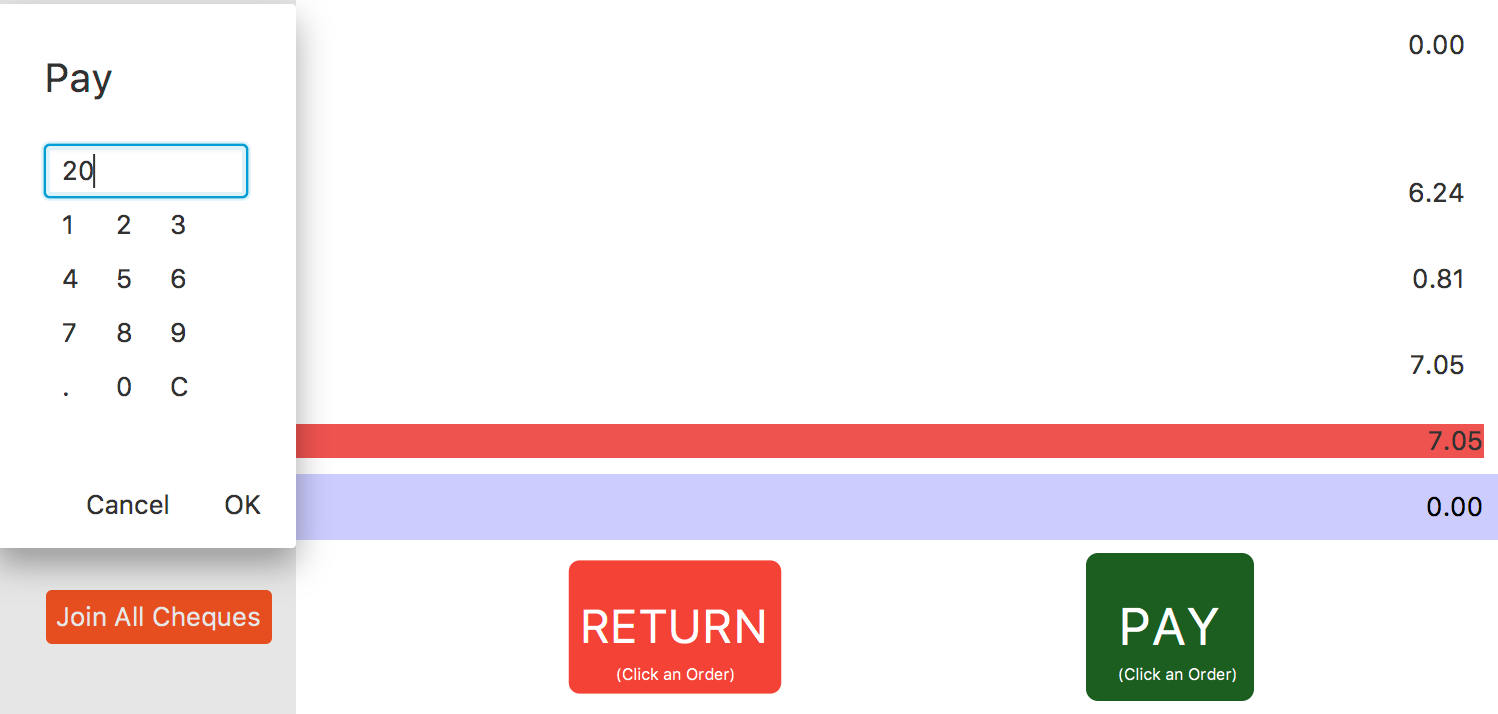 Pay
20
1 2 3
4 5 6
7 8 9
. 0 C
Cancel OK
Join All Cheques
0.00
6.24
0.81
7.05
7.05
0.00
RETURN
(Click an Order)
PAY
(Click an Order)